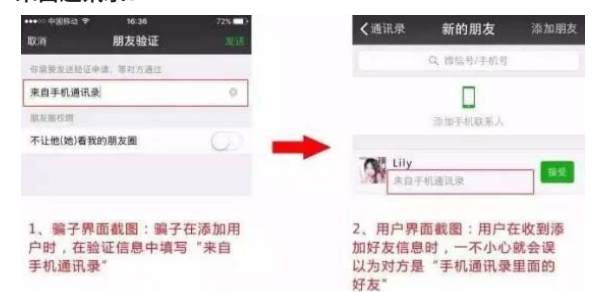 中国移动 16:36 72%
取消 朋友验证 发送
你需要发送验证申请，等对方通过
来自手机通讯录
朋友圈权限
不让他(她)看我的朋友圈
1、骗子界面截图：骗子在添加用
户时，在验证信息中填写“来自
手机通讯录”
通讯录 新的朋友 添加朋友
微信号/手机号
添加手机联系人
Lily
来自手机通讯录 接受
2、用户界面截图：用户在收到添
加好友信息时，一不小心就会误
以为对方是“手机通讯录里面的
好友”